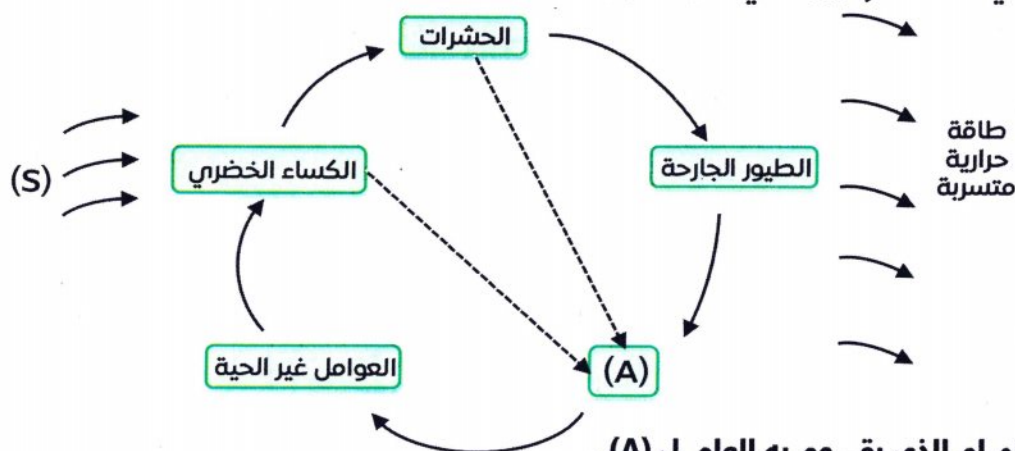 الحشرات
طاقة
حرارية
متسربة
الطيور الجارحة
الكساء الخضري
(S)
العوامل غير الحية
(A)
(A)